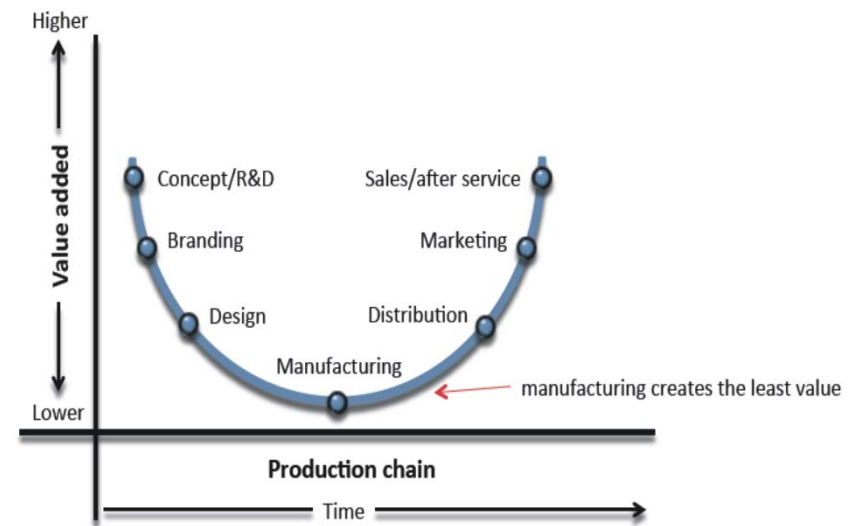 Higher
Value added
Lower
Concept/R&D
Sales/after service
Branding
Marketing
Design
Distribution
Manufacturing
manufacturing creates the least value
Production chain
Time